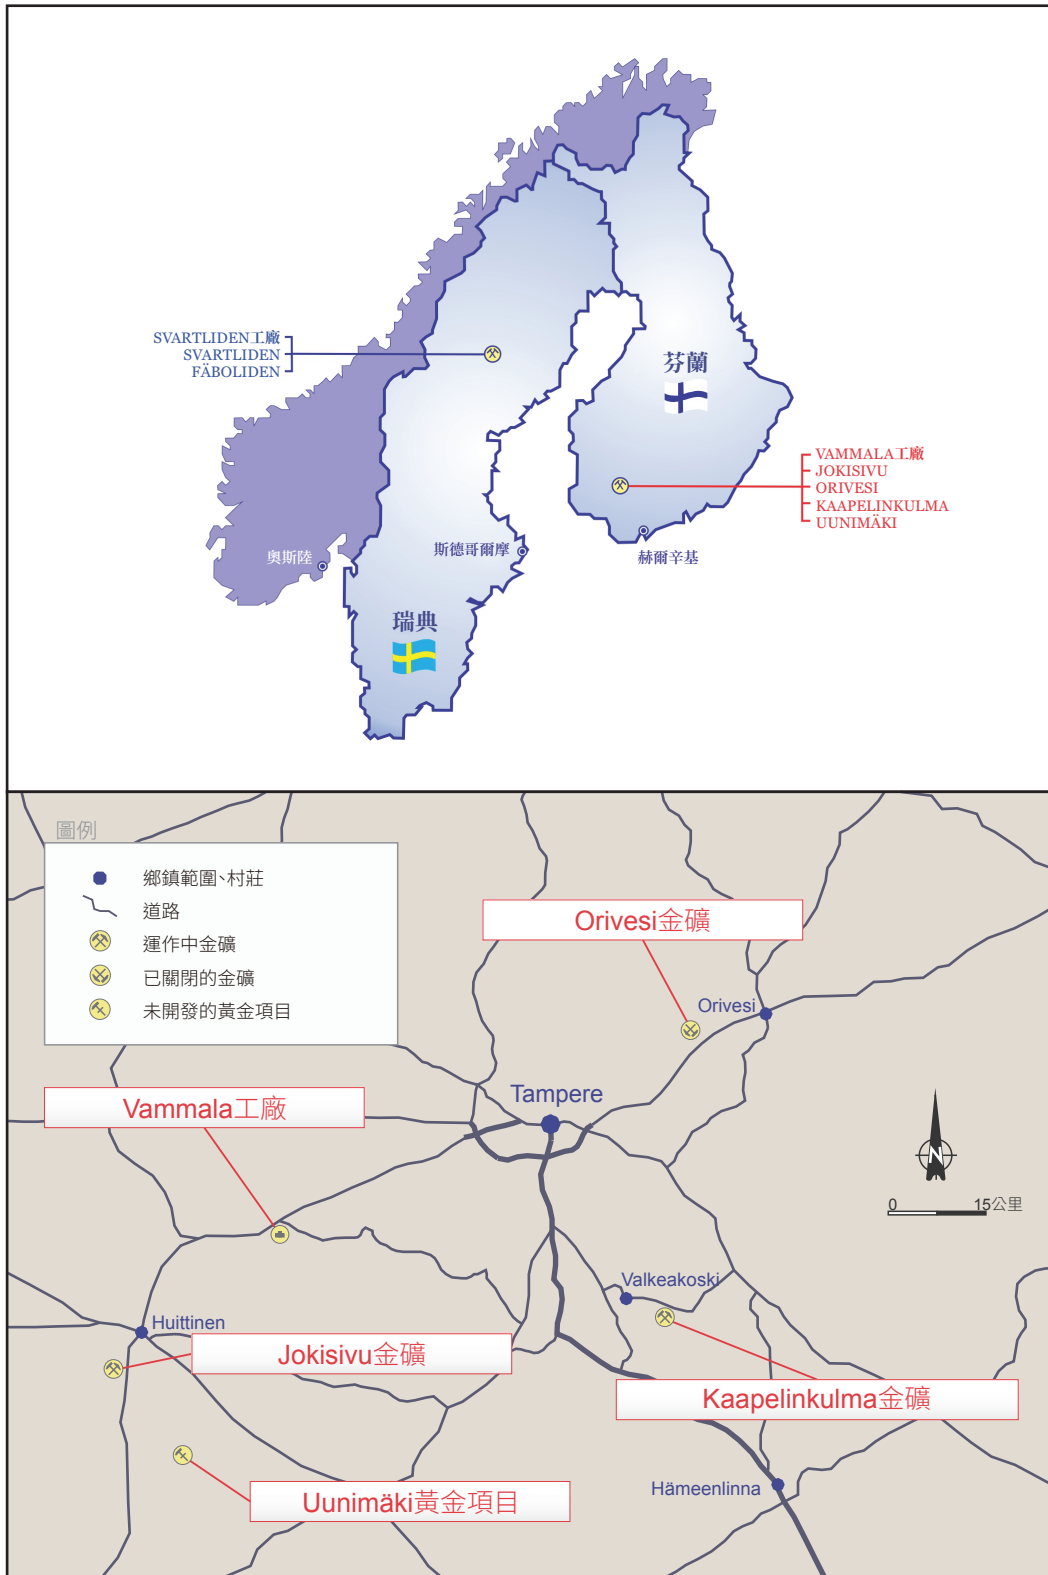 SVARTLIDEN工廠
SVARTLIDEN
FÄBOLIDEN
芬蘭
VAMMALA工廠
JOKISIVU
ORIVESI
KAAPELINKULMA
UUNIMÄKI
奧斯陸
斯德哥爾摩
赫爾辛基
瑞典
圖例
鄉鎮範圍、村莊
道路
運作中金礦
已關閉的金礦
未開發的黃金項目
Orivesi金礦
Orivesi
Tampere
Vammala工廠
N
0 15公里
Valkeakoski
Huittinen
Jokisivu金礦
Kaapelinkulma金礦
Hämeenlinna
Uunimäki黃金項目